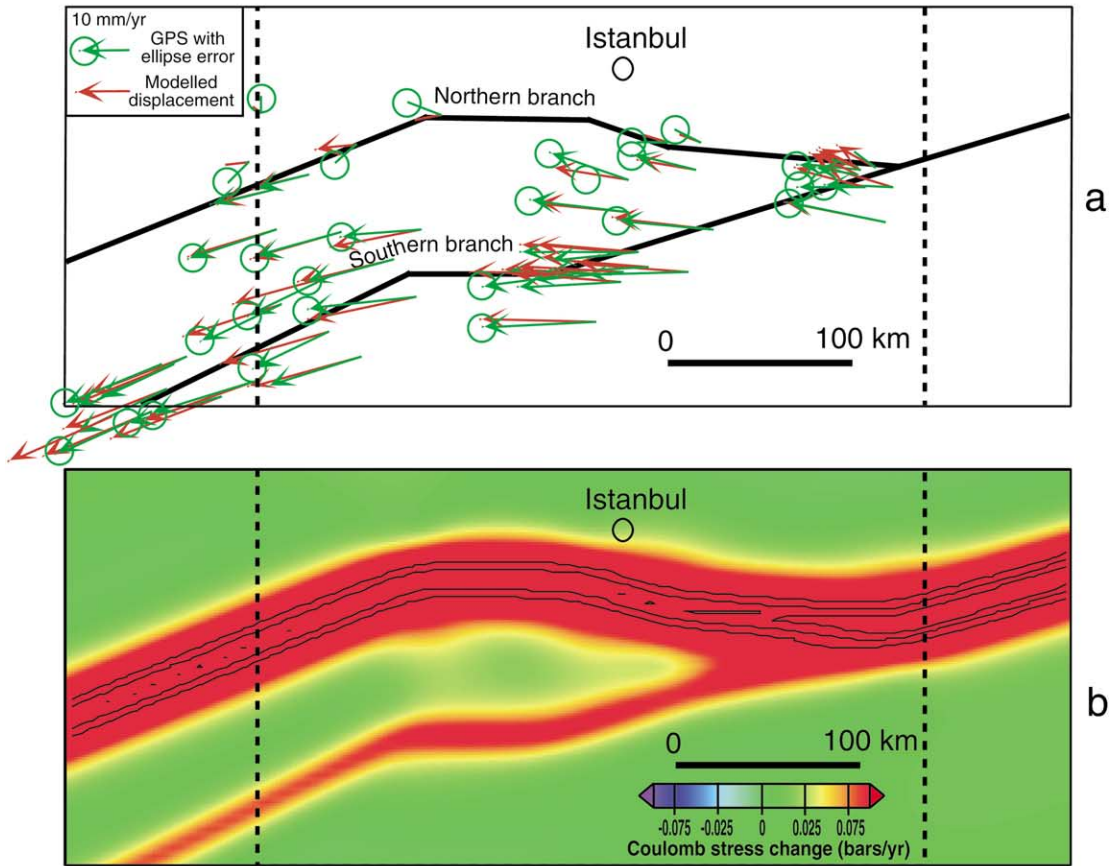 10 mm/yr
GPS with
ellipse error
Modelled
displacement
Istanbul
Northern branch
Southern branch
0 100 km
a
Istanbul
b
0 100 km
-0.075 -0.025 0 0.025 0.075
Coulomb stress change (bars/yr)